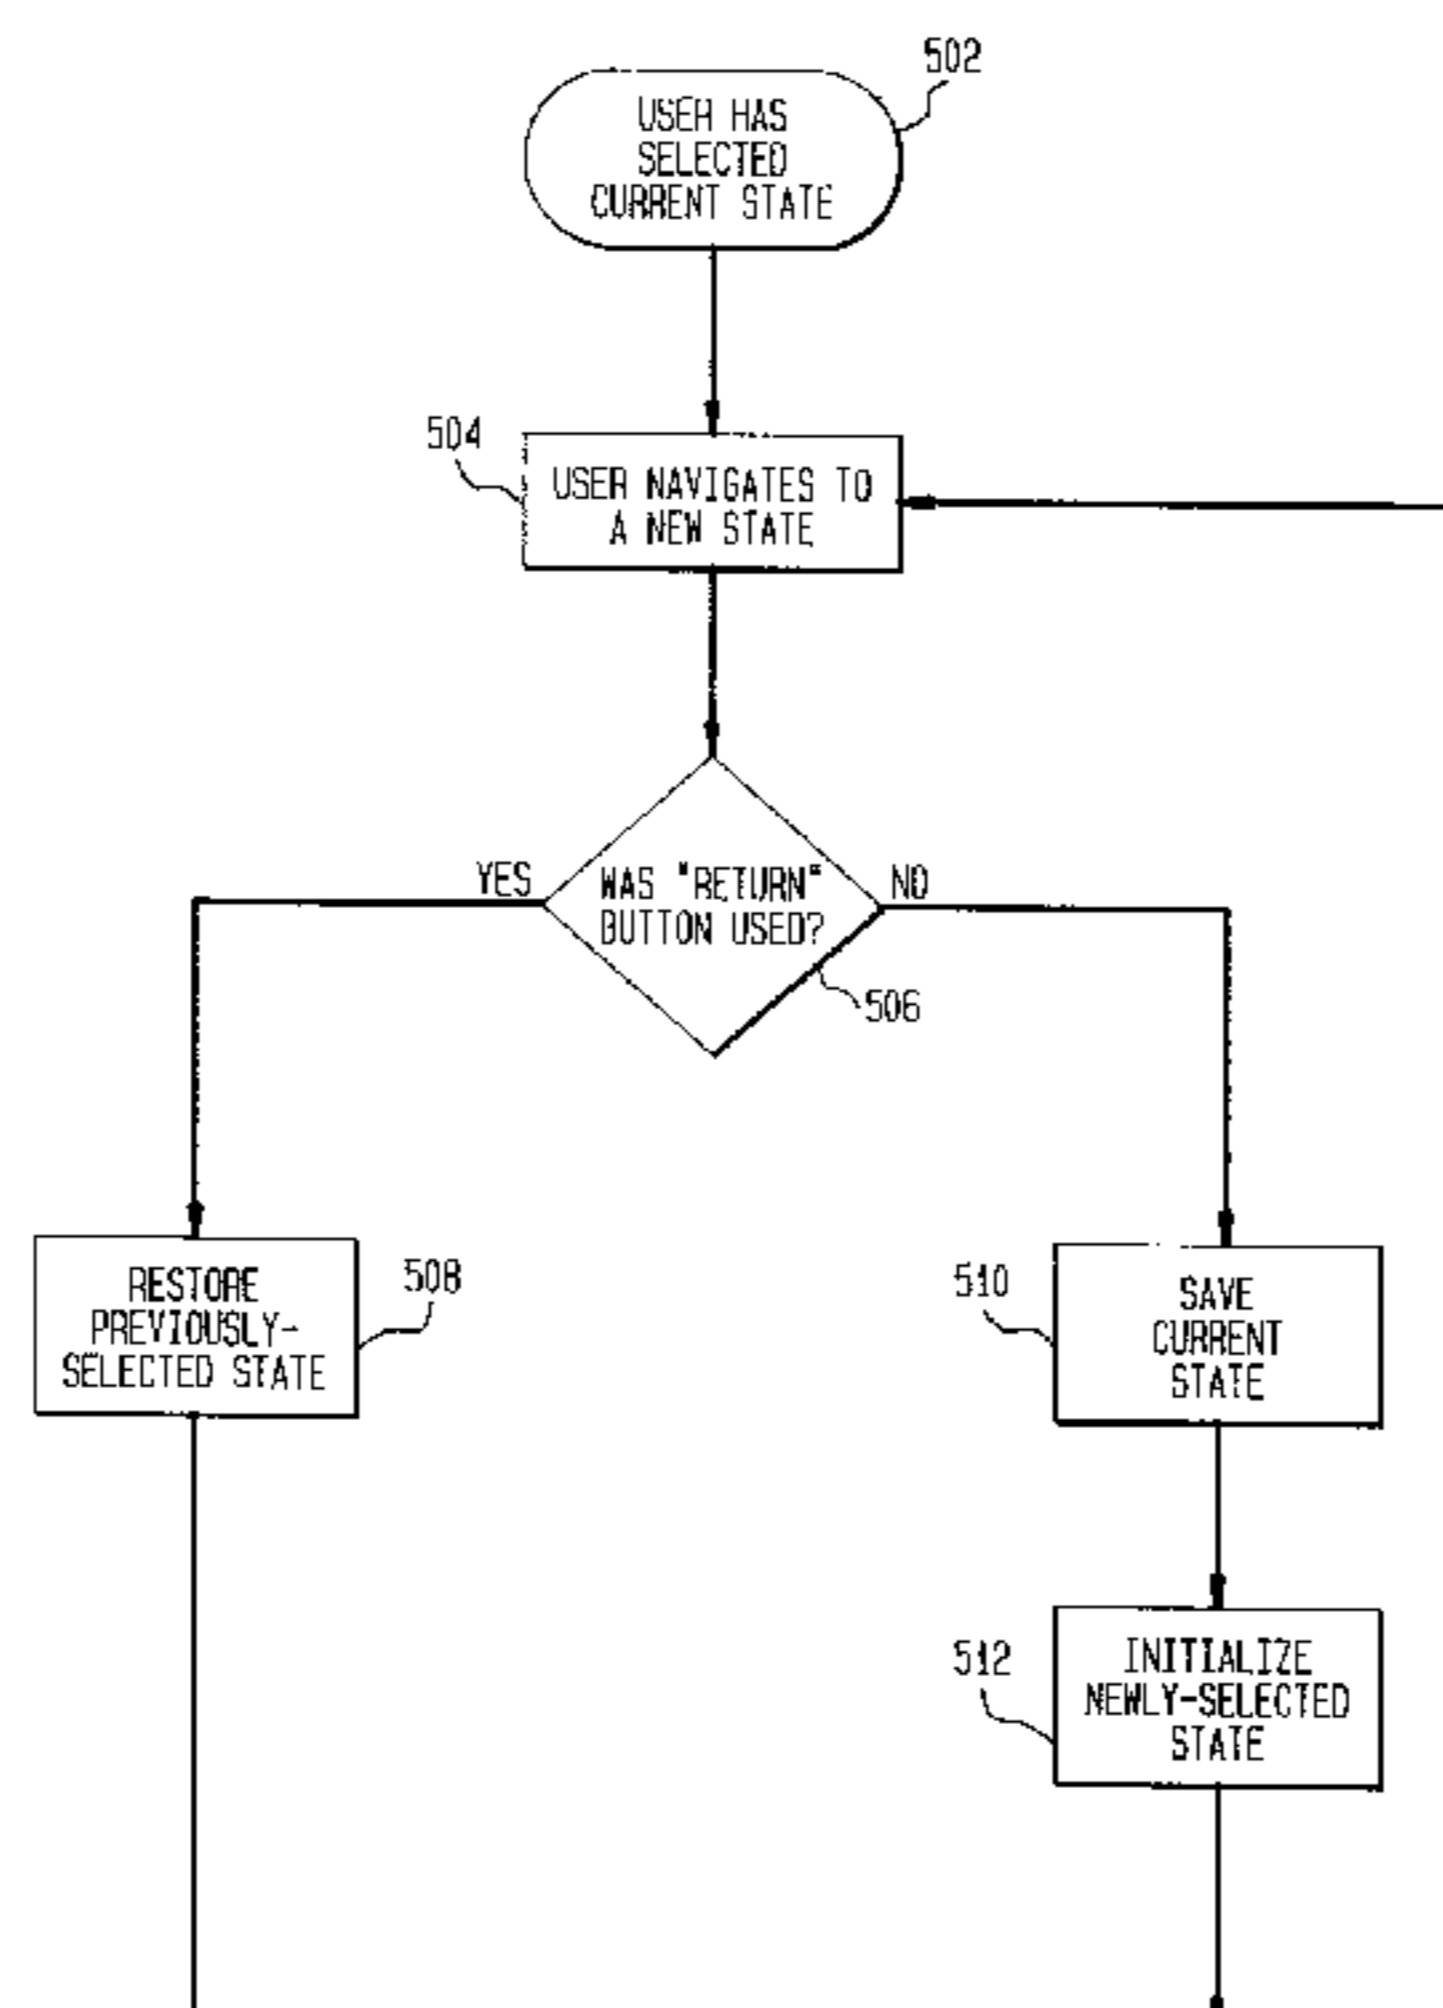 502
USER HAS
SELECTED
CURRENT STATE
504
USER NAVIGATES TO
A NEW STATE
YES
WAS "RETURN"
BUTTON USED?
NO
506
RESTORE
PREVIOUSLY-
SELECTED STATE
508
510
SAVE
CURRENT
STATE
512
INITIALIZE
NEWLY-SELECTED
STATE